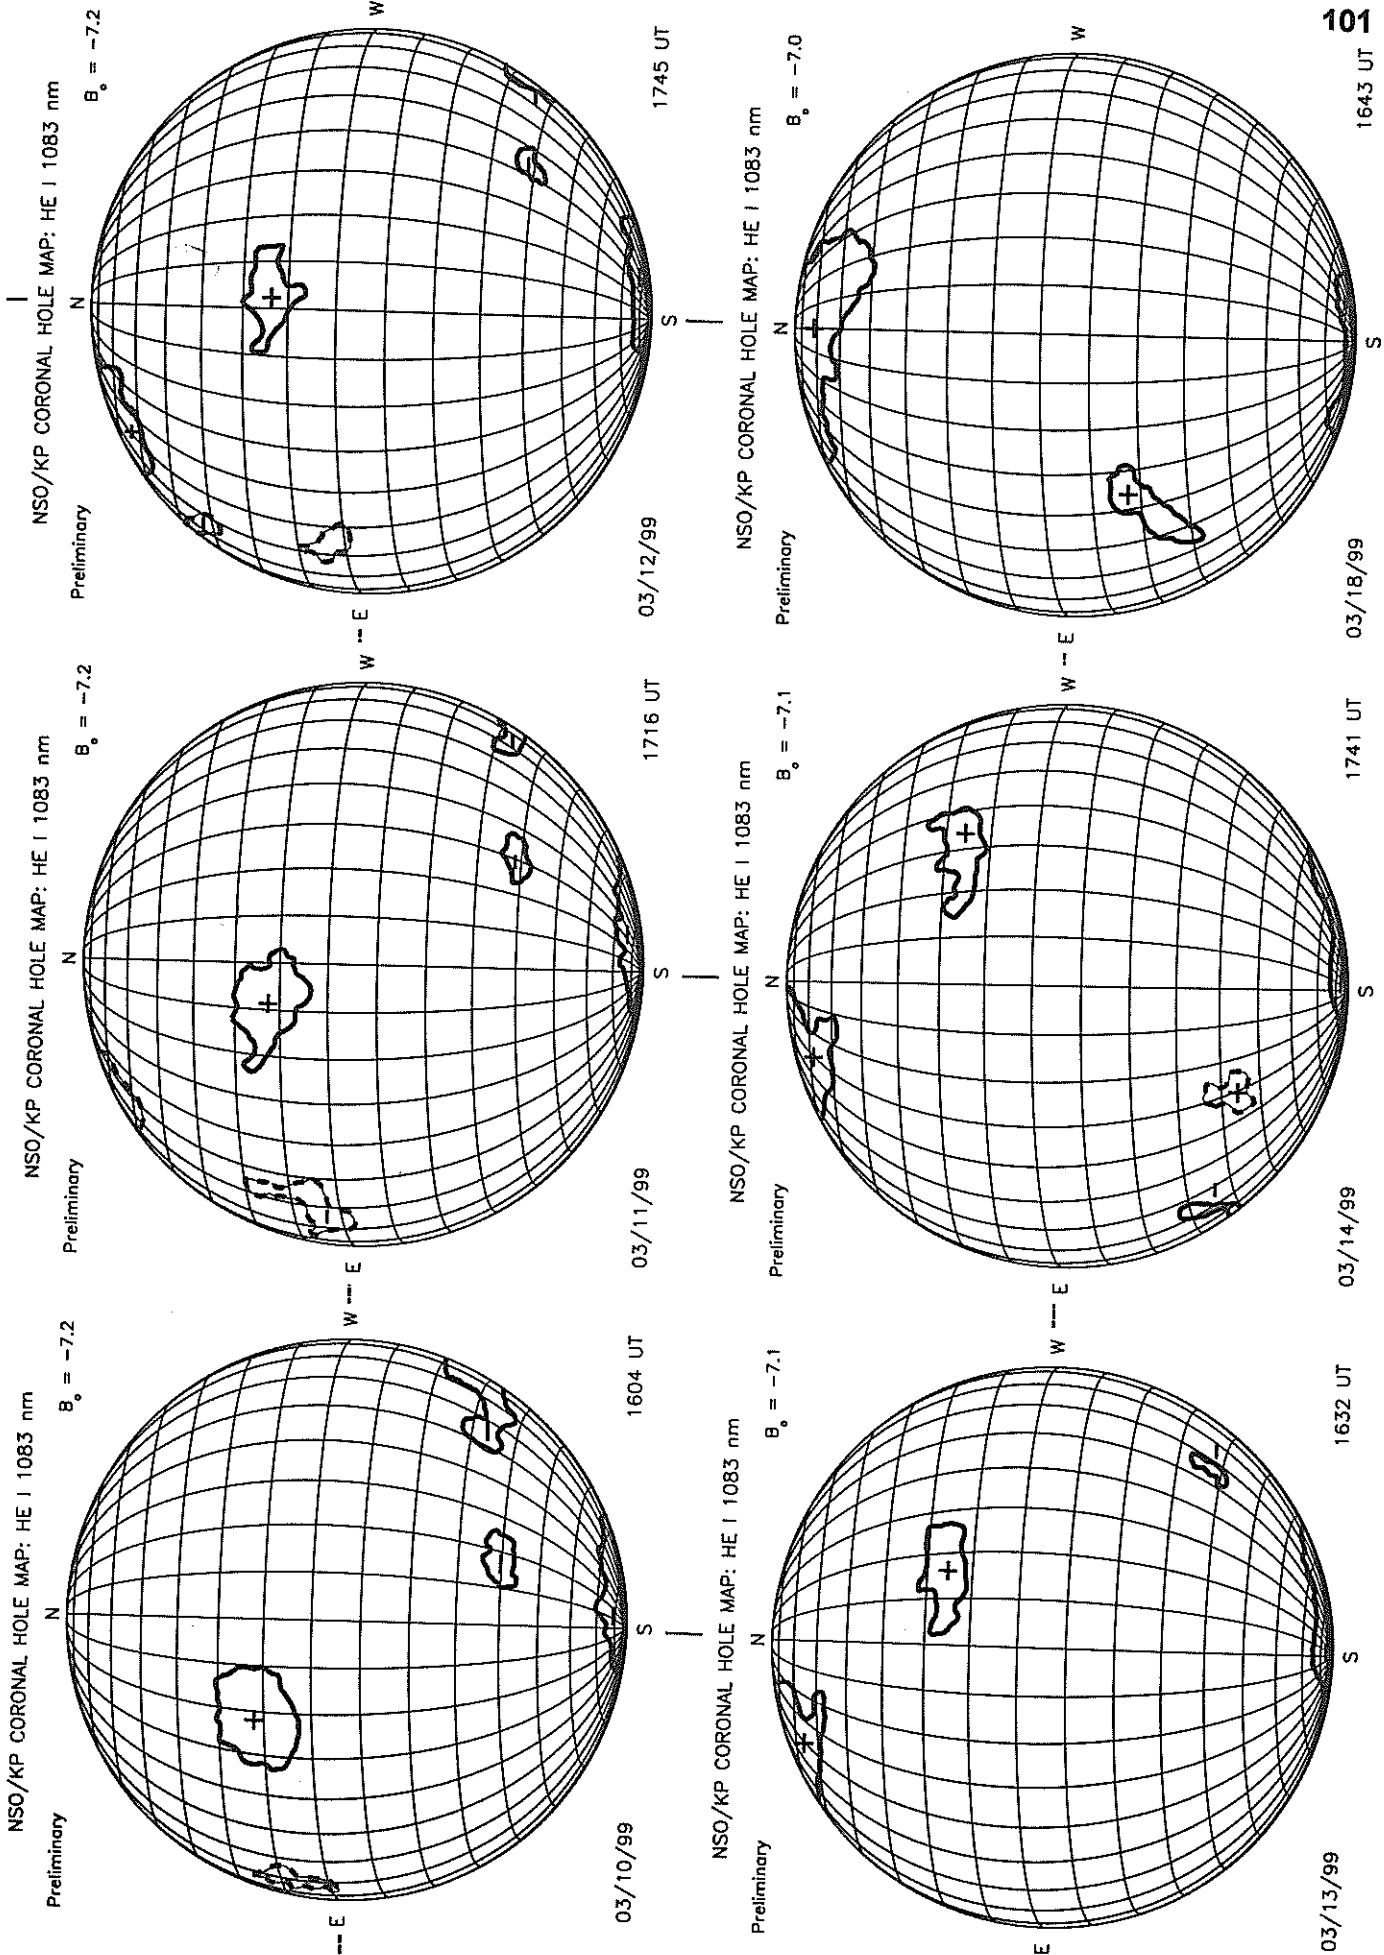 NSO/KP CORONAL HOLE MAP: HE I 1083 nm
Preliminary
B₀ = -7.2
N
-- E
W
S
03/10/99
1604 UT
NSO/KP CORONAL HOLE MAP: HE I 1083 nm
Preliminary
B₀ = -7.2
N
--- E
W
S
03/11/99
1716 UT
NSO/KP CORONAL HOLE MAP: HE I 1083 nm
Preliminary
B₀ = -7.2
N
-- E
W
S
03/12/99
1745 UT
NSO/KP CORONAL HOLE MAP: HE I 1083 nm
Preliminary
B₀ = -7.1
N
E
W
S
03/13/99
1632 UT
NSO/KP CORONAL HOLE MAP: HE I 1083 nm
Preliminary
B₀ = -7.1
N
--- E
W
S
03/14/99
1741 UT
NSO/KP CORONAL HOLE MAP: HE I 1083 nm
Preliminary
B₀ = -7.0
N
-- E
W
S
03/18/99
1643 UT
101